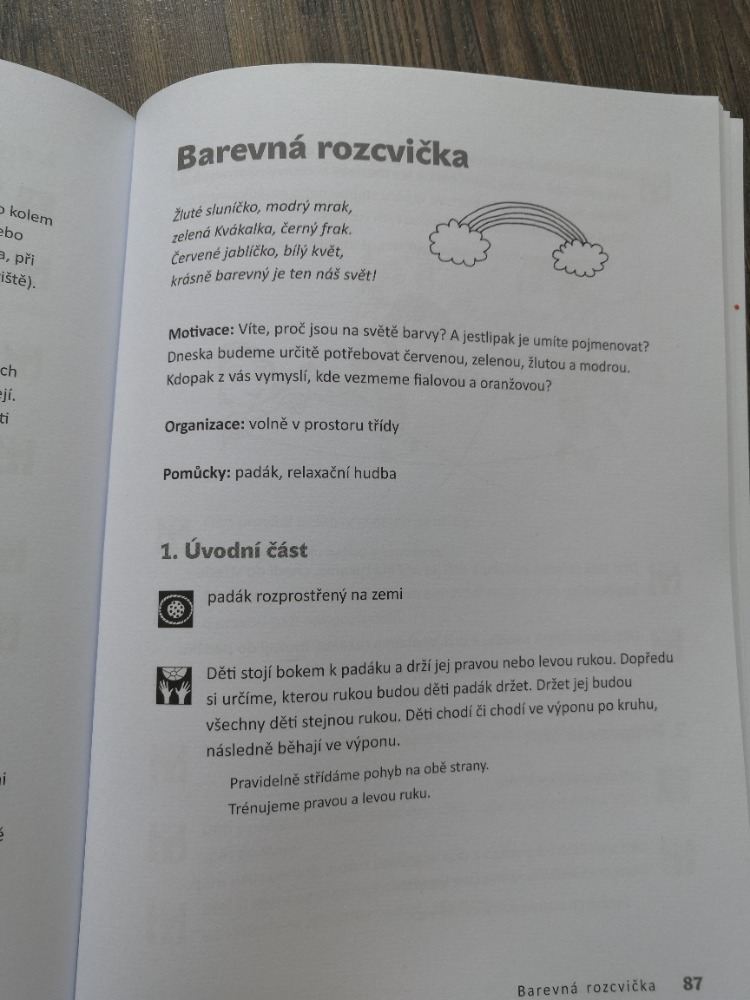 o kolem
ebo
a, při
iště).
ch
ejí.
ti
Barevná rozcvička
Žluté sluníčko, modrý mrak,
zelená Kvákalka, černý frak.
Červené jablíčko, bílý květ,
krásně barevný je ten náš svět!
Motivace: Víte, proč jsou na světě barvy? A jestlipak je umíte pojmenovat?
Dneska budeme určitě potřebovat červenou, zelenou, žlutou a modrou.
Kdopak z vás vymyslí, kde vezmeme fialovou a oranžovou?
Organizace: volně v prostoru třídy
Pomůcky: padák, relaxační hudba
1. Úvodní část
padák rozprostřený na zemi
Děti stojí bokem k padáku a drží jej pravou nebo levou rukou. Dopředu
si určíme, kterou rukou budou děti padák držet. Držet jej budou
všechny děti stejnou rukou. Děti chodí či chodí ve výponu po kruhu,
následně běhají ve výponu.
Pravidelně střídáme pohyb na obě strany.
Trénujeme pravou a levou ruku.
Barevná rozcvička 87